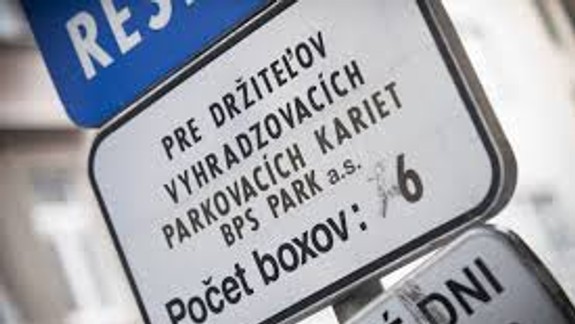 RES
PRE DRŽITEĽOV
VYHRADZOVACÍCH
PARKOVACÍCH KARIET
BPS PARK a.s.
Počet boxov: 6
É DNI